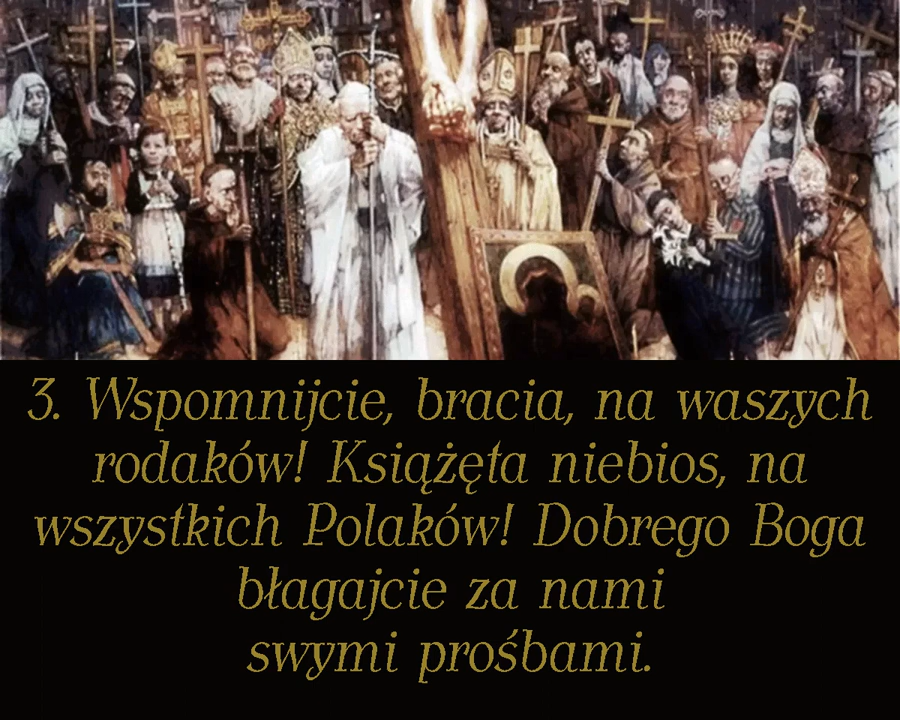 3. Wspomnijcie, bracia, na waszych
rodaków! Książęta niebios, na
wszystkich Polaków! Dobrego Boga
błagajcie za nami
swymi prośbami.